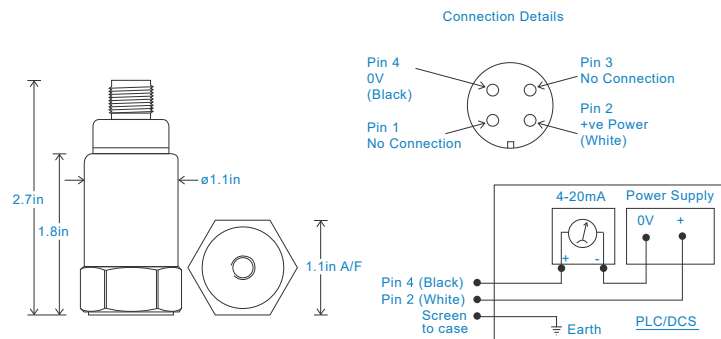 Connection Details
Pin 4
0V
(Black)
Pin 3
No Connection
Pin 1
No Connection
Pin 2
+ve Power
(White)
2.7in
1.8in
ø1.1in
1.1in A/F
4-20mA
Power Supply
0V +
+ -
Pin 4 (Black)
Pin 2 (White)
Screen
to case
Earth
PLC/DCS